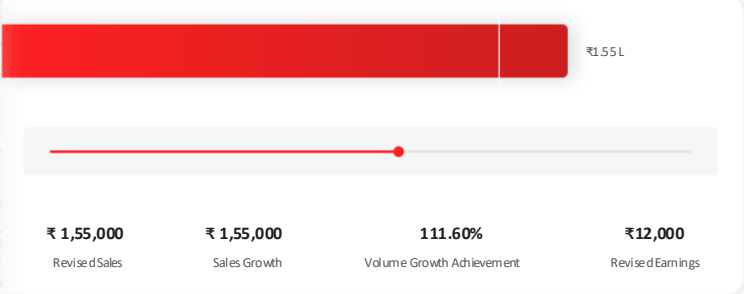 ₹1.55 L
₹ 1,55,000
₹ 1,55,000
111.60%
₹12,000
Revised Sales
Sales Growth
Volume Growth Achievement
Revised Earnings